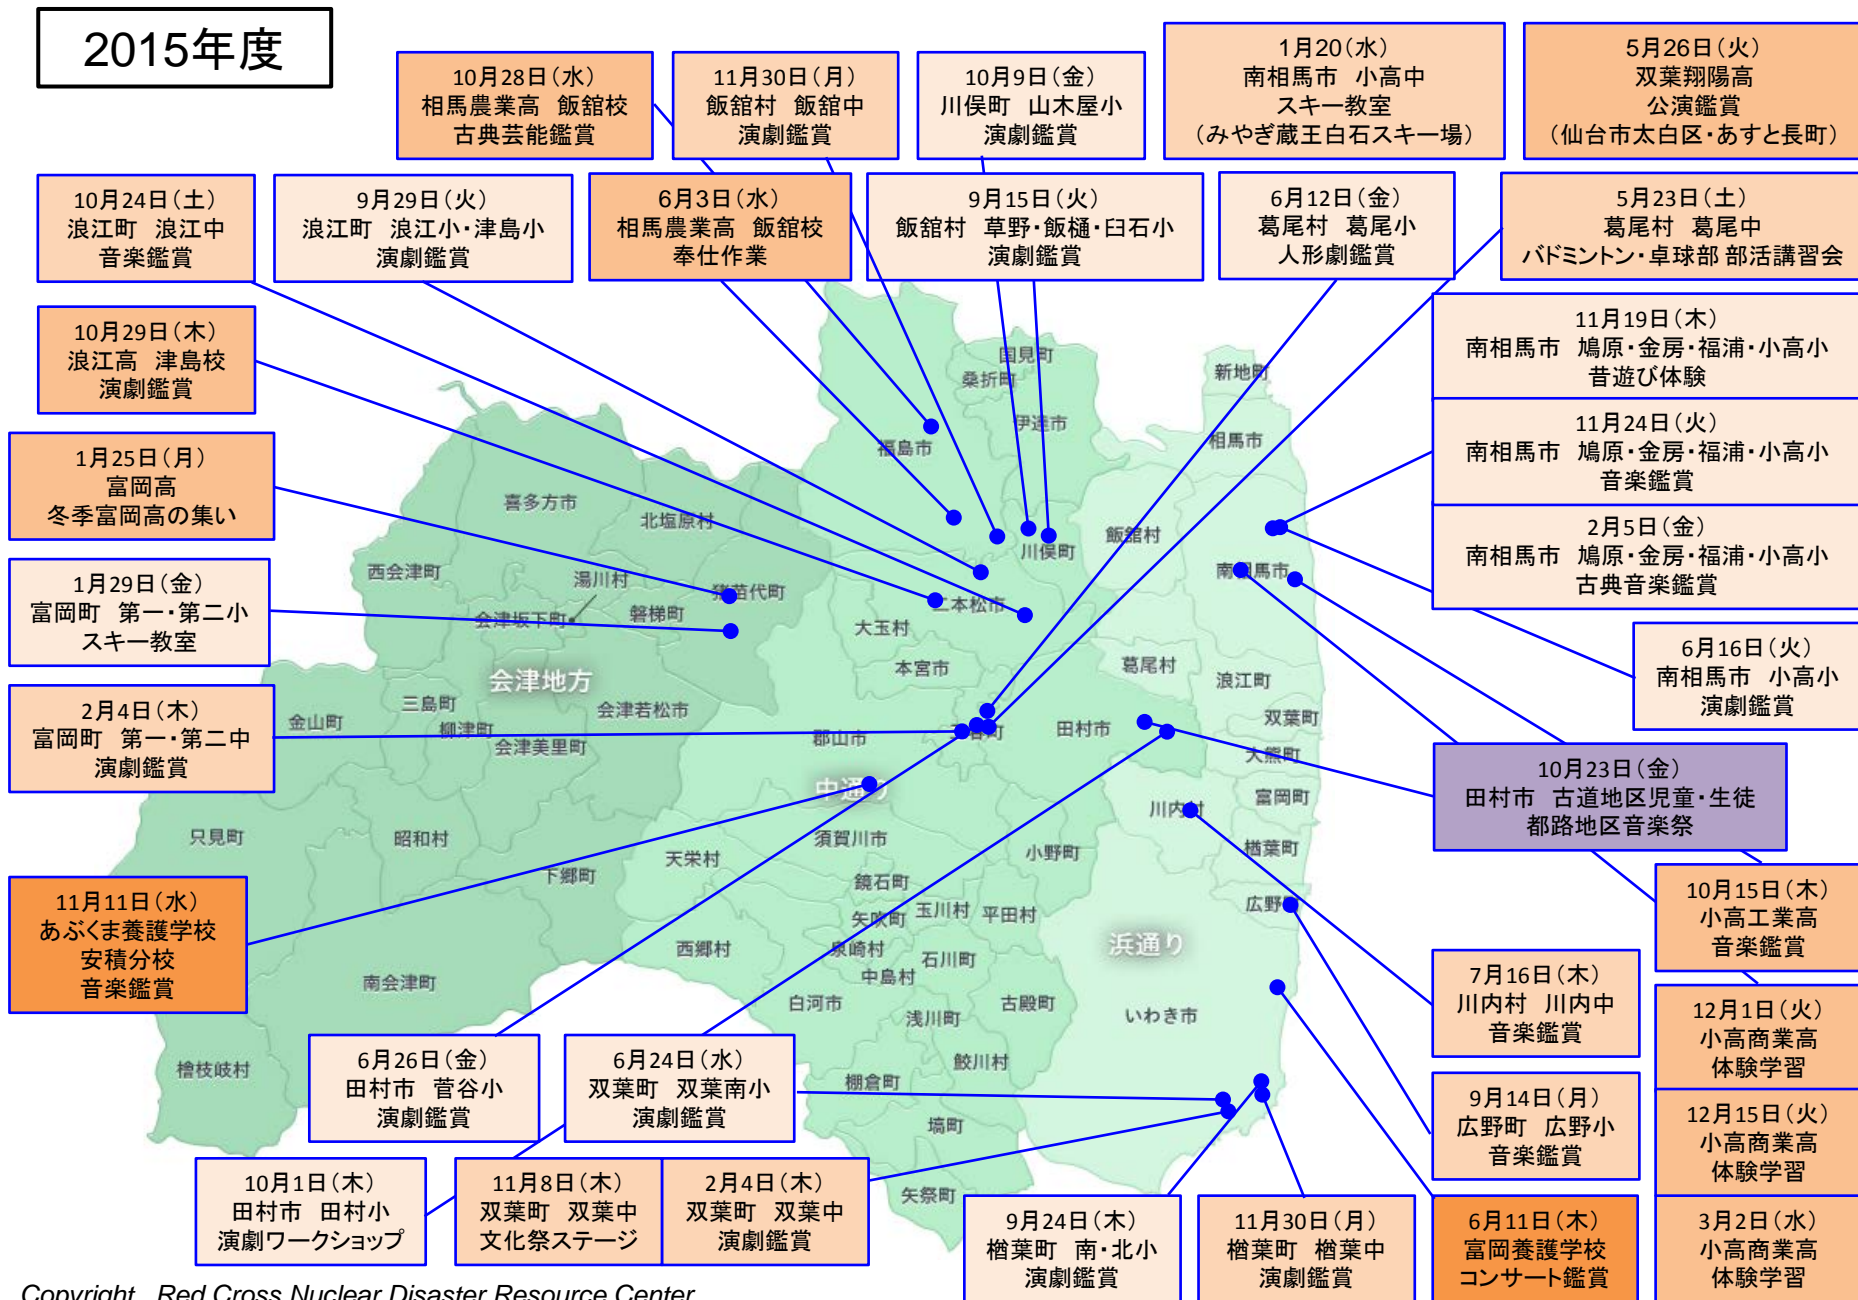 2015年度
10月28日（水）
相馬農業高　飯舘校
古典芸能鑑賞
11月30日（月）
飯舘村　飯舘中
演劇鑑賞
10月9日（金）
川俣町　山木屋小
演劇鑑賞
1月20（水）
南相馬市　小高中
スキー教室
（みやぎ蔵王白石スキー場）
5月26日（火）
双葉翔陽高
公演鑑賞
（仙台市太白区・あすと長町）
10月24日（土）
浪江町　浪江中
音楽鑑賞
9月29日（火）
浪江町　浪江小・津島小
演劇鑑賞
6月3日（水）
相馬農業高　飯舘校
奉仕作業
9月15日（火）
飯舘村　草野・飯樋・臼石小
演劇鑑賞
6月12日（金）
葛尾村　葛尾小
人形劇鑑賞
5月23日（土）
葛尾村　葛尾中
バドミントン・卓球部 部活講習会
10月29日（木）
浪江高　津島校
演劇鑑賞
11月19日（木）
南相馬市　鳩原・金房・福浦・小高小
昔遊び体験
11月24日（火）
南相馬市　鳩原・金房・福浦・小高小
音楽鑑賞
2月5日（金）
南相馬市　鳩原・金房・福浦・小高小
古典音楽鑑賞
1月25日（月）
富岡高
冬季富岡高の集い
1月29日（金）
富岡町　第一・第二小
スキー教室
2月4日（木）
富岡町　第一・第二中
演劇鑑賞
6月16日（火）
南相馬市　小高小
演劇鑑賞
10月23日（金）
田村市　古道地区児童・生徒
都路地区音楽祭
11月11日（水）
あぶくま養護学校
安積分校
音楽鑑賞
10月15日（木）
小高工業高
音楽鑑賞
7月16日（木）
川内村　川内中
音楽鑑賞
12月1日（火）
小高商業高
体験学習
6月26日（金）
田村市　菅谷小
演劇鑑賞
6月24日（水）
双葉町　双葉南小
演劇鑑賞
9月14日（月）
広野町　広野小
音楽鑑賞
12月15日（火）
小高商業高
体験学習
10月1日（木）
田村市　田村小
演劇ワークショップ
11月8日（木）
双葉町　双葉中
文化祭ステージ
2月4日（木）
双葉町　双葉中
演劇鑑賞
9月24日（木）
楢葉町　南・北小
演劇鑑賞
11月30日（月）
楢葉町　楢葉中
演劇鑑賞
6月11日（木）
富岡養護学校
コンサート鑑賞
3月2日（水）
小高商業高
体験学習
国見町
桑折町
新地町
伊達市
相馬市
福島市
喜多方市
北塩原村
川俣町
飯舘村
西会津町
湯川村
猪苗代町
南相馬市
会津坂下町
磐梯町
二本松市
大玉村
本宮市
葛尾村
浪江町
会津地方
三島町
会津若松市
金山町
柳津町
会津美里町
郡山市
田村市
双葉町
大熊町
中通り
川内村
富岡町
只見町
昭和村
須賀川市
天栄村
小野町
楢葉町
下郷町
鏡石町
矢吹町
玉川村
平田村
広野
西郷村
泉崎村
中島村
石川町
浜通り
南会津町
白河市
浅川町
古殿町
いわき市
檜枝岐村
棚倉町
鮫川村
塙町
矢祭町
Copyright　Red Cross Nuclear Disaster Resource Center